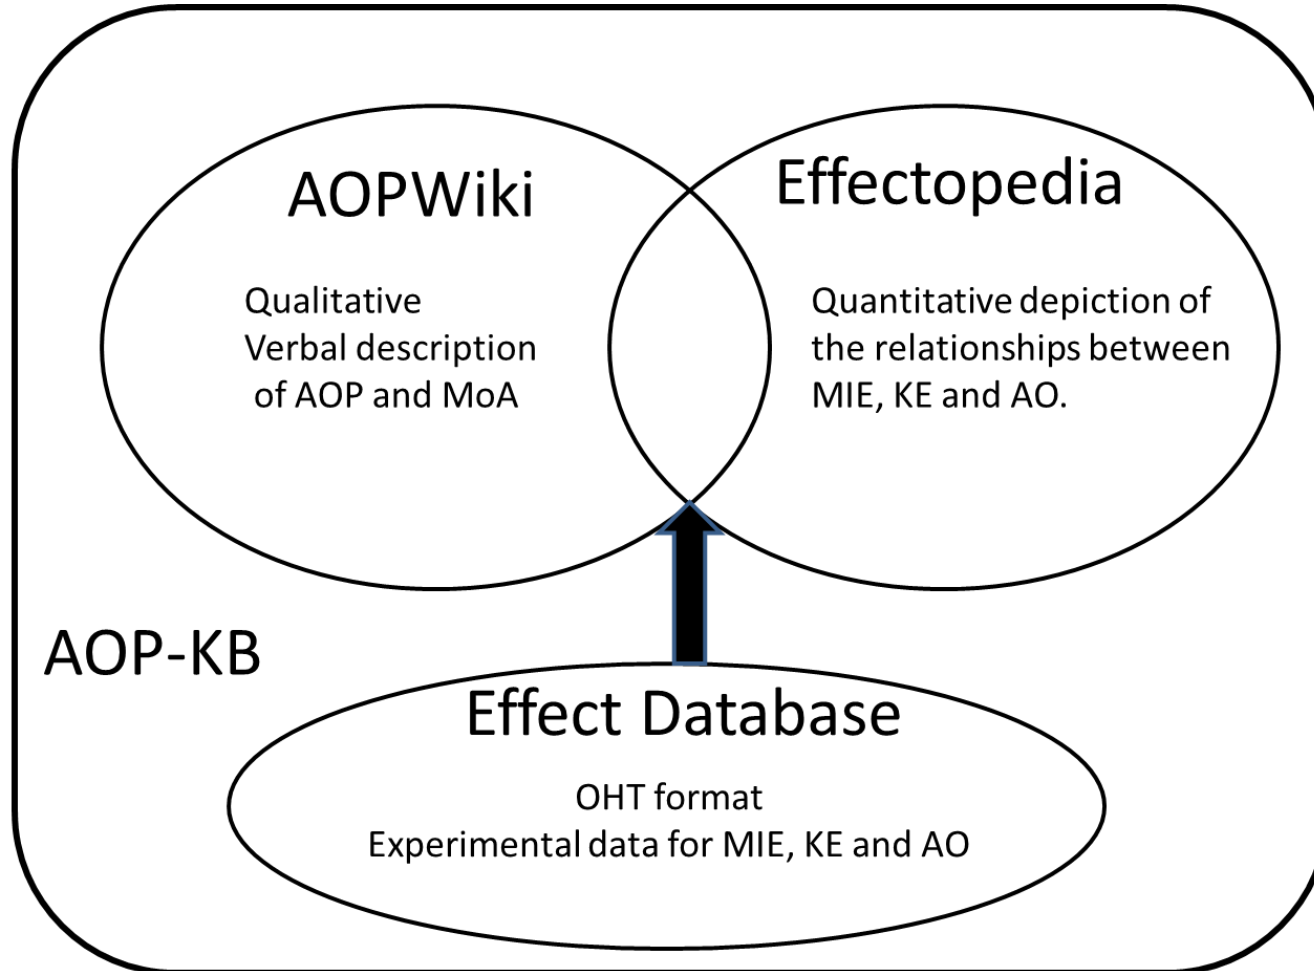 AOPWiki
Qualitative
Verbal description
of AOP and MoA
Effectopedia
Quantitative depiction of
the relationships between
MIE, KE and AO.
AOP-KB
Effect Database
OHT format
Experimental data for MIE, KE and AO